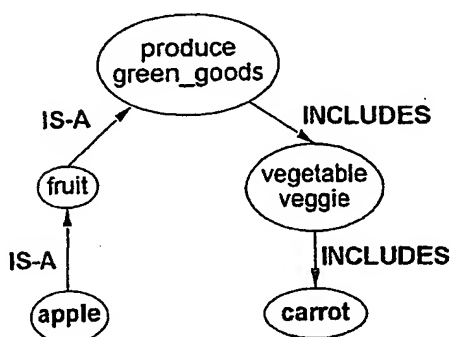 produce
green_goods
IS-A
INCLUDES
fruit
vegetable
veggie
IS-A
INCLUDES
apple
carrot